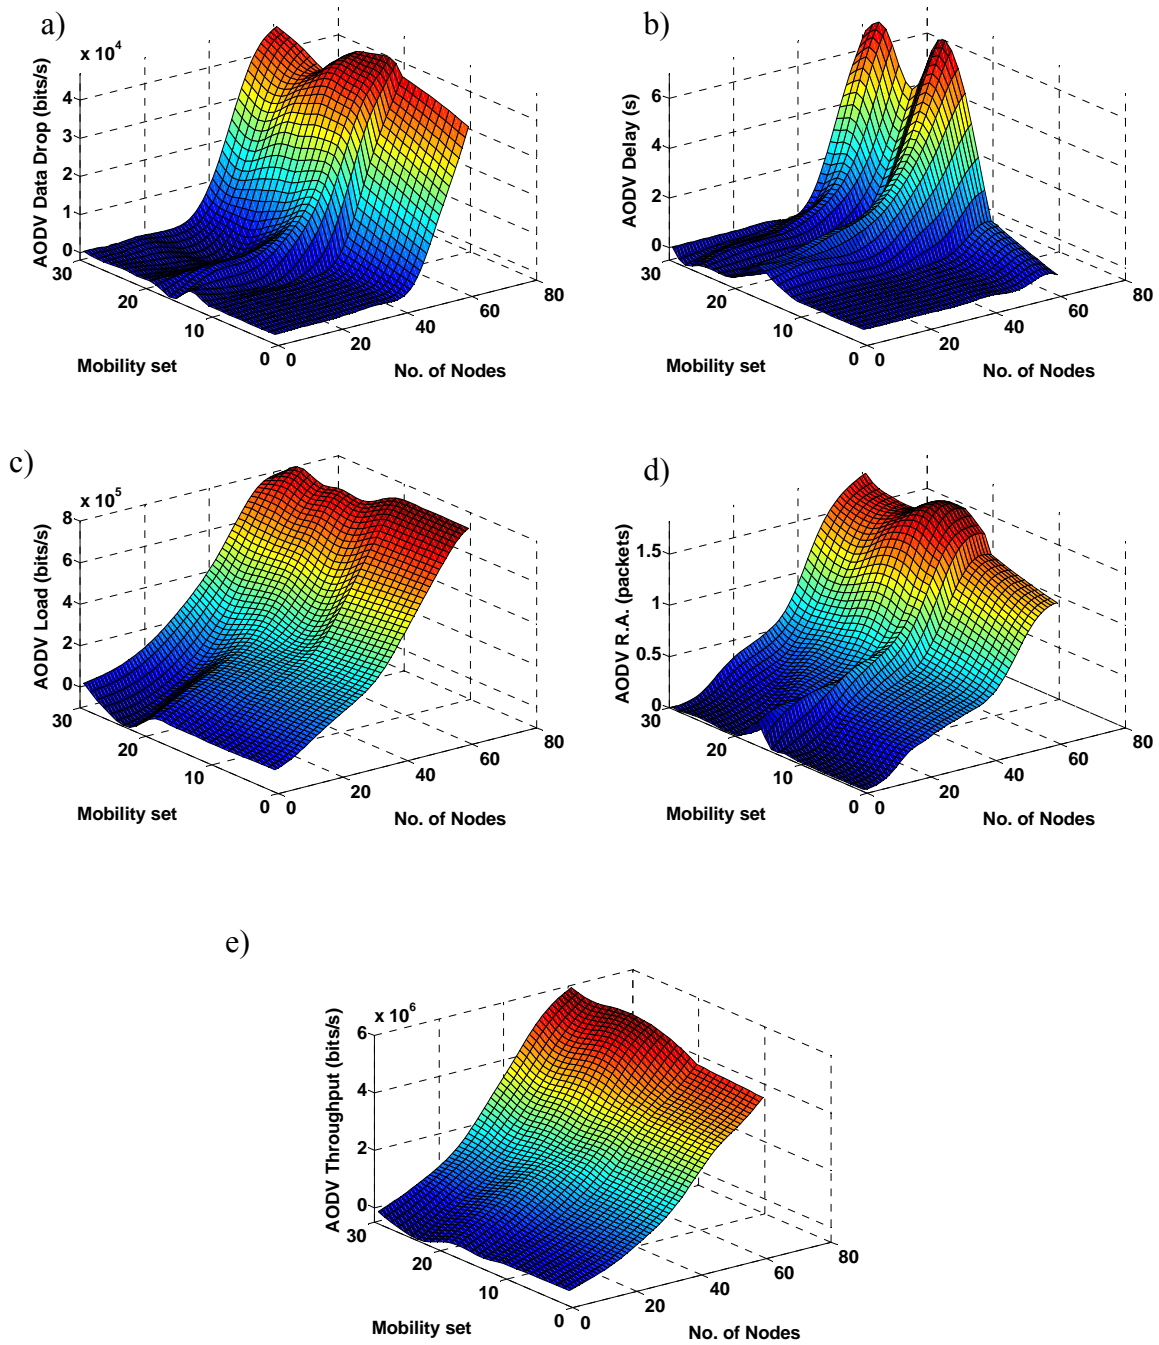 a)
x 10^4
AODV Data Drop (bits/s)
4
3
2
1
0
30
20
10
0
0
20
40
60
80
Mobility set
No. of Nodes
b)
AODV Delay (s)
6
4
2
0
30
20
10
0
0
20
40
60
80
Mobility set
No. of Nodes
c)
x 10^5
AODV Load (bits/s)
8
6
4
2
0
30
20
10
0
0
20
40
60
80
Mobility set
No. of Nodes
d)
AODV R.A. (packets)
1.5
1
0.5
0
30
20
10
0
0
20
40
60
80
Mobility set
No. of Nodes
e)
x 10^6
AODV Throughput (bits/s)
6
4
2
0
30
20
10
0
0
20
40
60
80
Mobility set
No. of Nodes